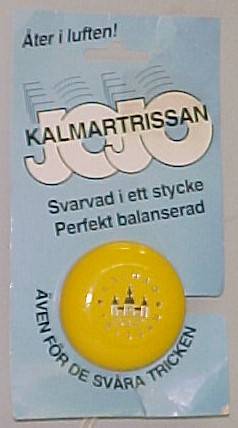 Åter i luften!
JOJO
KALMARTRISSAN
Svarvad i ett stycke
Perfekt balanserad
ÄVEN FÖR DE SVÅRA TRICKEN